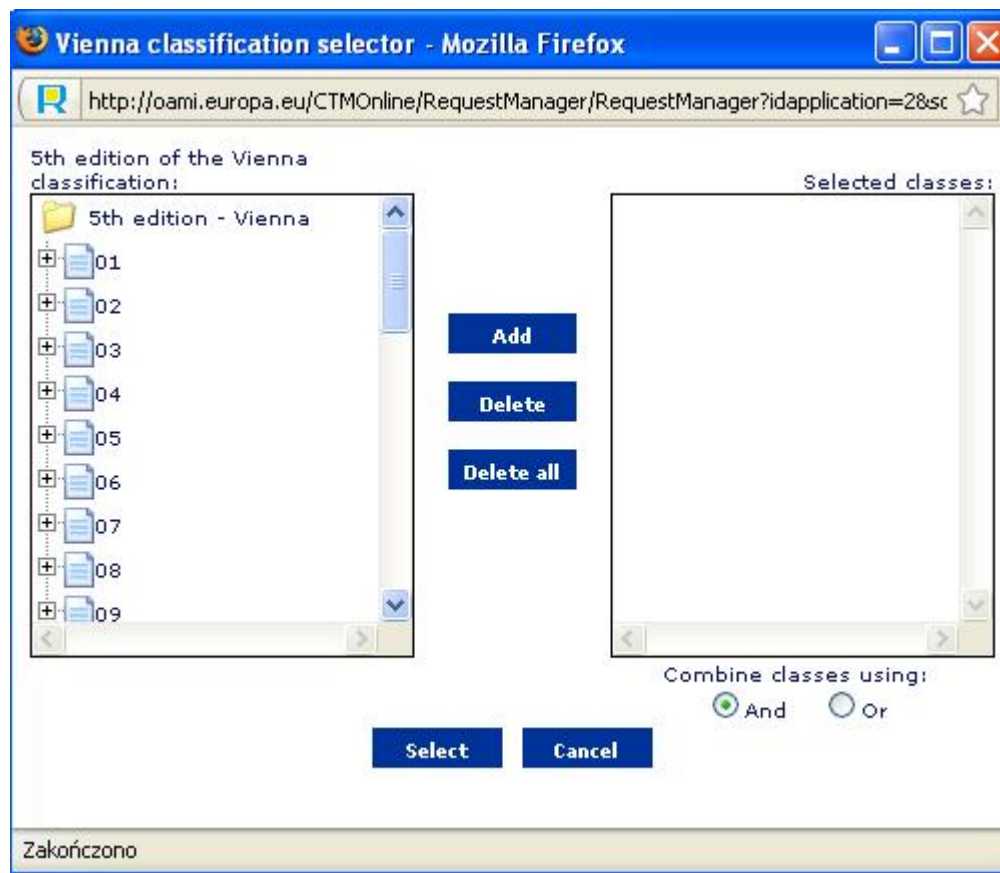 Vienna classification selector - Mozilla Firefox
http://oami.europa.eu/CTMOnline/RequestManager/RequestManager?idapplication=2&sc
5th edition of the Vienna
classification:
Selected classes:
5th edition - Vienna
01
02
03
04
05
06
07
08
09
Add
Delete
Delete all
Combine classes using:
And Or
Select Cancel
Zakończono